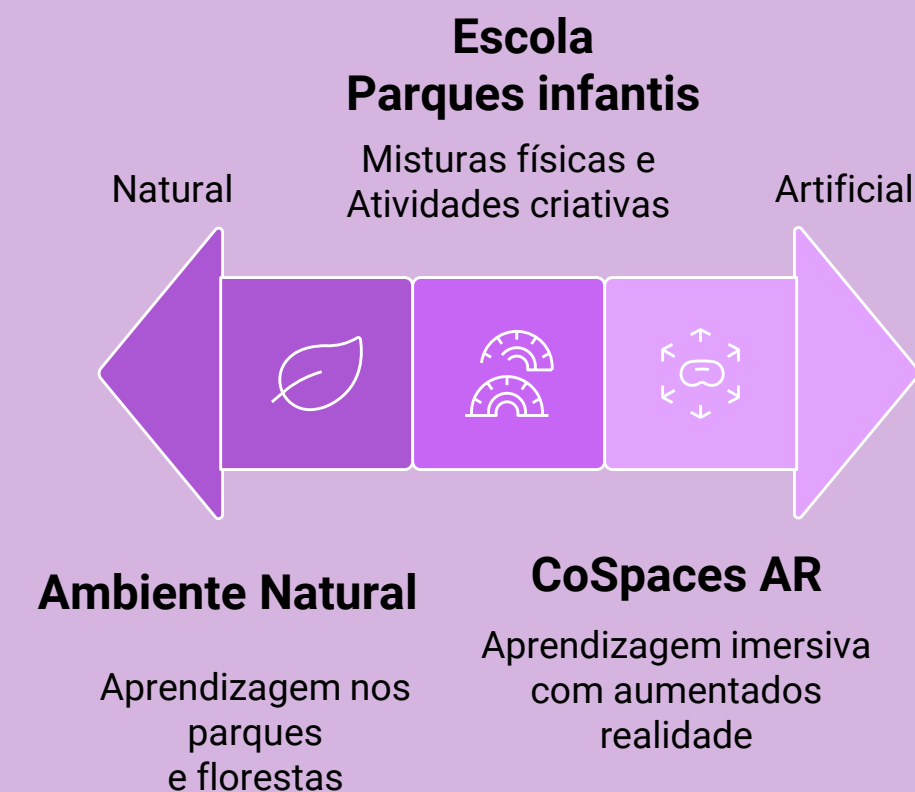 Escola
Parques infantis
Misturas físicas e
Atividades criativas
Natural
Artificial
Ambiente Natural
Aprendizagem nos
parques
e florestas
CoSpaces AR
Aprendizagem imersiva
com aumentados
realidade